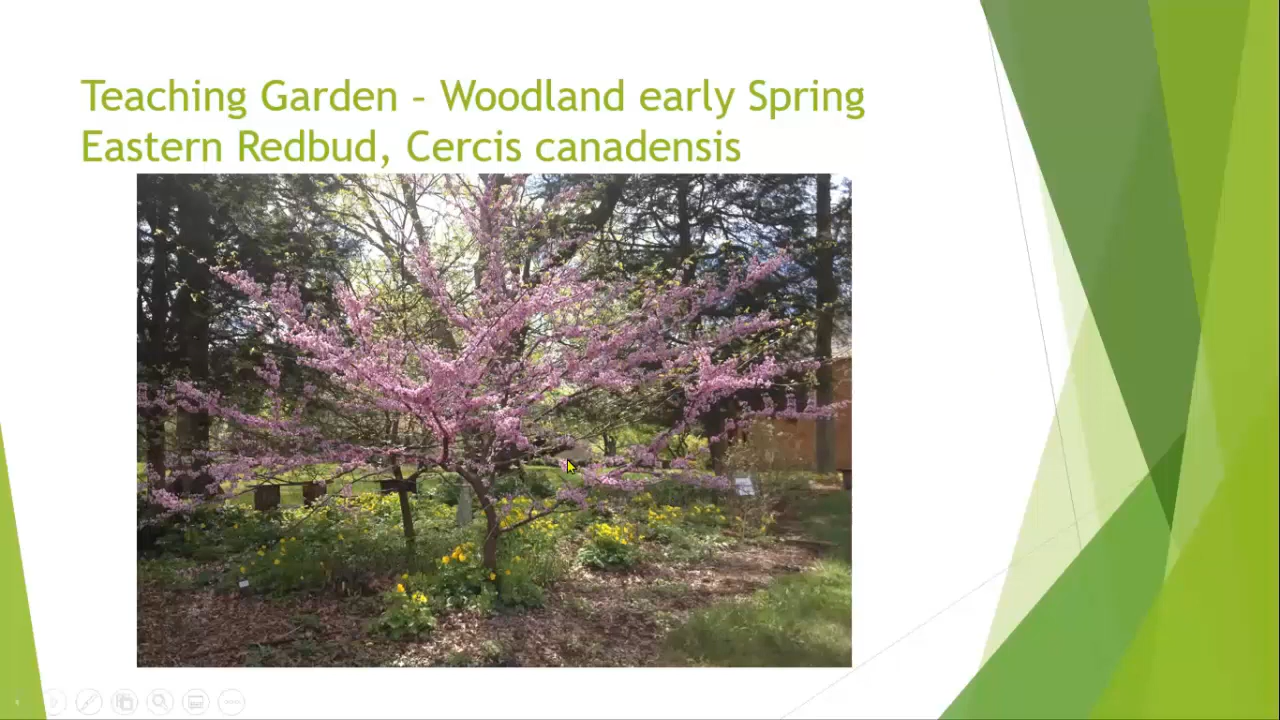 Teaching Garden – Woodland early Spring
Eastern Redbud, Cercis canadensis